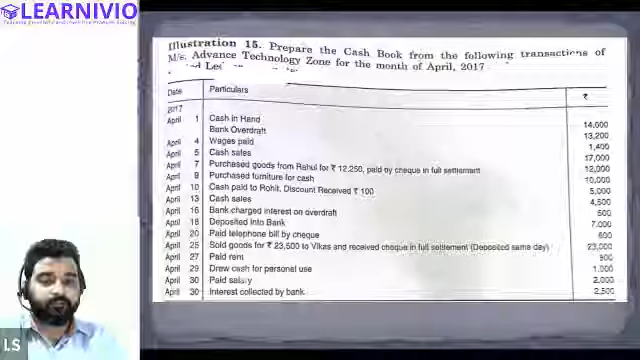 LEARNIVIO
Illustration 15. Prepare the Cash Book from the following transactions of
M/s. Advance Technology Zone for the month of April, 2017
Date Particulars ₹
2017
April 1 Cash in Hand 14,000
Bank Overdraft 13,200
April 4 Wages paid 1,400
April 5 Cash sales 17,000
April 7 Purchased goods from Rahul for ₹ 12,250, paid by cheque in full settlement 12,000
April 9 Purchased furniture for cash 10,000
April 10 Cash paid to Rohit, Discount Received ₹ 100 5,000
April 13 Cash sales 4,500
April 16 Bank charged interest on overdraft 500
April 18 Deposited into Bank 7,000
April 20 Paid telephone bill by cheque 600
April 25 Sold goods for ₹ 23,500 to Vikas and received cheque in full settlement (Deposited same day) 23,000
April 27 Paid rent 900
April 29 Drew cash for personal use 1,000
April 30 Paid salary 2,000
April 30 Interest collected by bank 2,500
LS